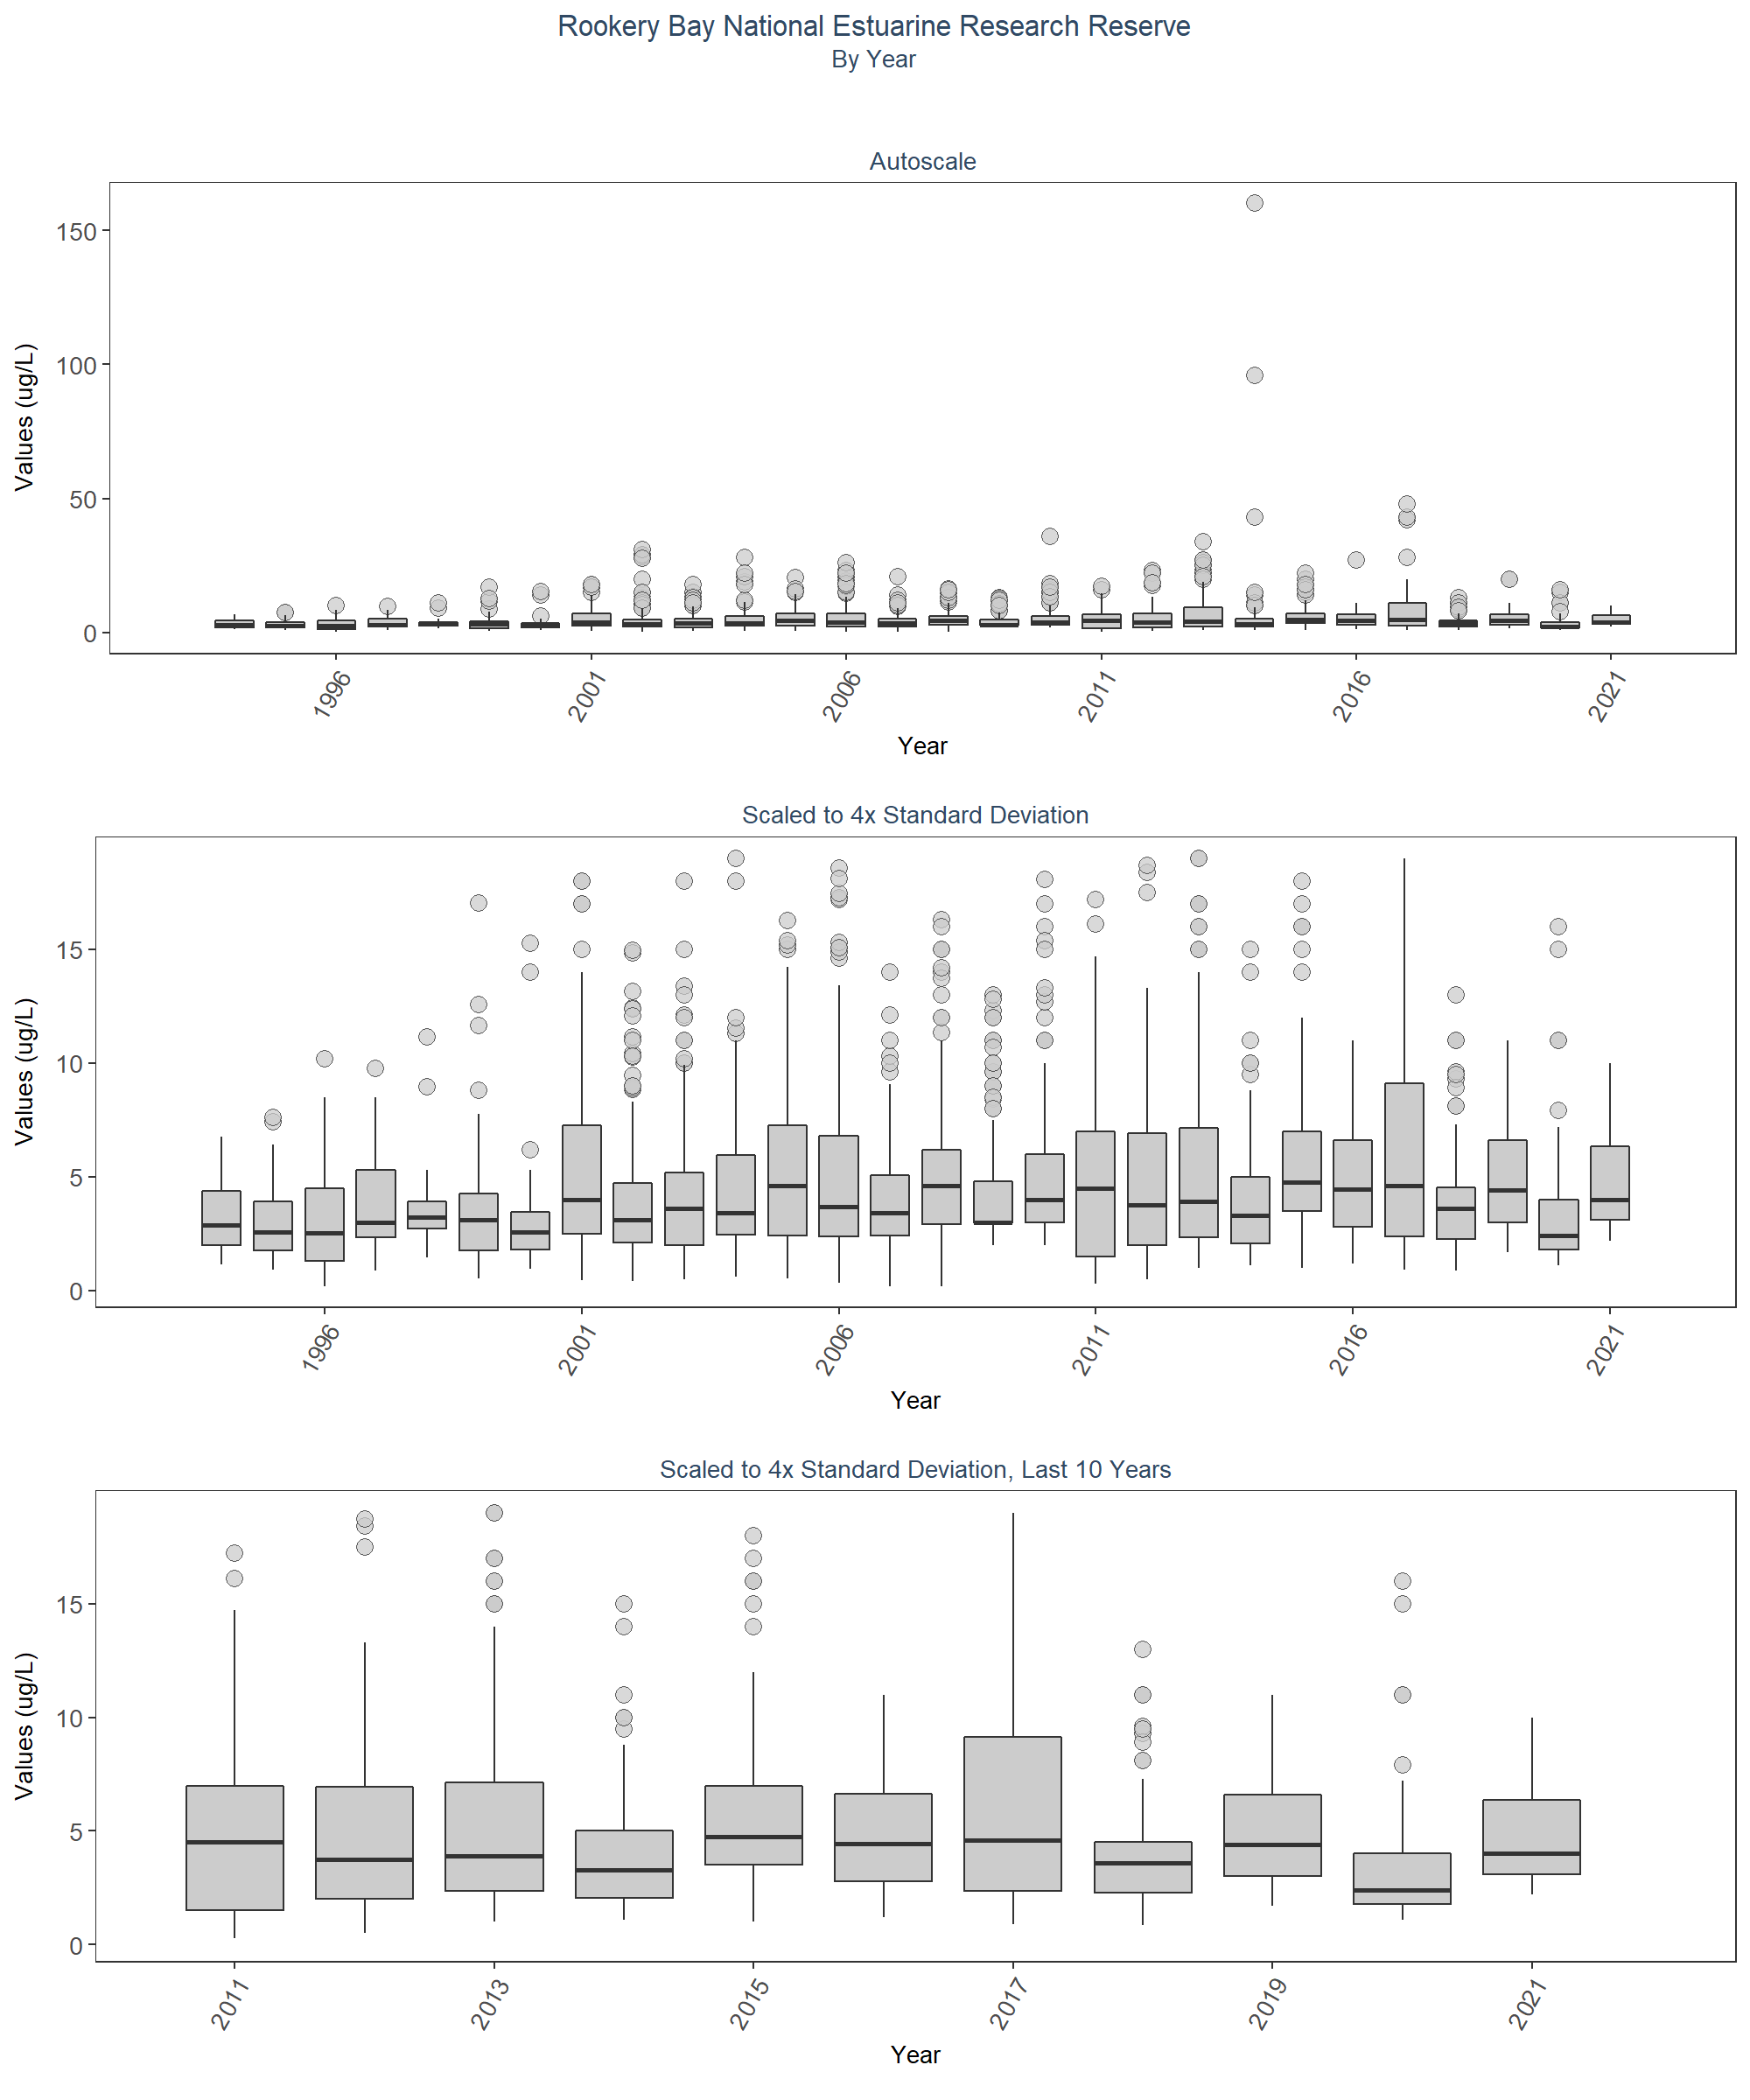 Rookery Bay National Estuarine Research Reserve
By Year
Autoscale
Values (ug/L)
150
100
50
0
1996
2001
2006
2011
2016
2021
Year
Scaled to 4x Standard Deviation
Values (ug/L)
15
10
5
0
1996
2001
2006
2011
2016
2021
Year
Scaled to 4x Standard Deviation, Last 10 Years
Values (ug/L)
15
10
5
0
2011
2013
2015
2017
2019
2021
Year